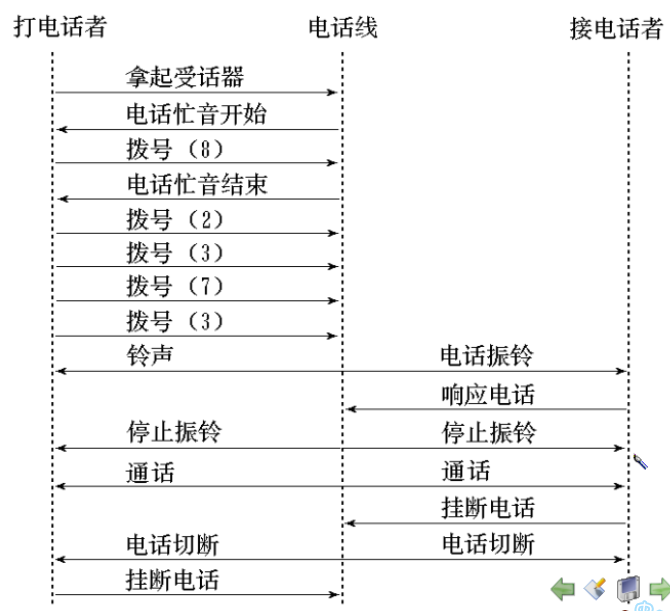 打电话者 电话线 接电话者
拿起受话器
电话忙音开始
拨号（8）
电话忙音结束
拨号（2）
拨号（3）
拨号（7）
拨号（3）
铃声 电话振铃
响应电话
停止振铃 停止振铃
通话 通话
挂断电话
电话切断 电话切断
挂断电话